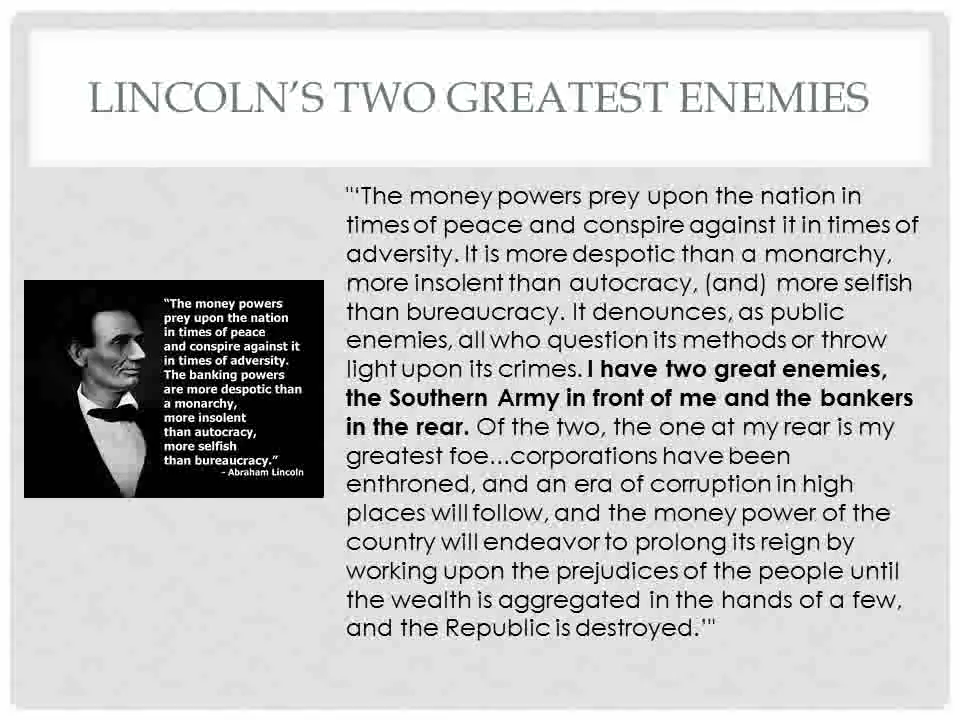 LINCOLN'S TWO GREATEST ENEMIES
"The money powers
prey upon the nation
in times of peace
and conspire against it
in times of adversity.
The banking powers
are more despotic than
a monarchy,
more insolent
than autocracy,
more selfish
than bureaucracy."
- Abraham Lincoln
"'The money powers prey upon the nation in
times of peace and conspire against it in times of
adversity. It is more despotic than a monarchy,
more insolent than autocracy, (and) more selfish
than bureaucracy. It denounces, as public
enemies, all who question its methods or throw
light upon its crimes. I have two great enemies,
the Southern Army in front of me and the bankers
in the rear. Of the two, the one at my rear is my
greatest foe...corporations have been
enthroned, and an era of corruption in high
places will follow, and the money power of the
country will endeavor to prolong its reign by
working upon the prejudices of the people until
the wealth is aggregated in the hands of a few,
and the Republic is destroyed.'"